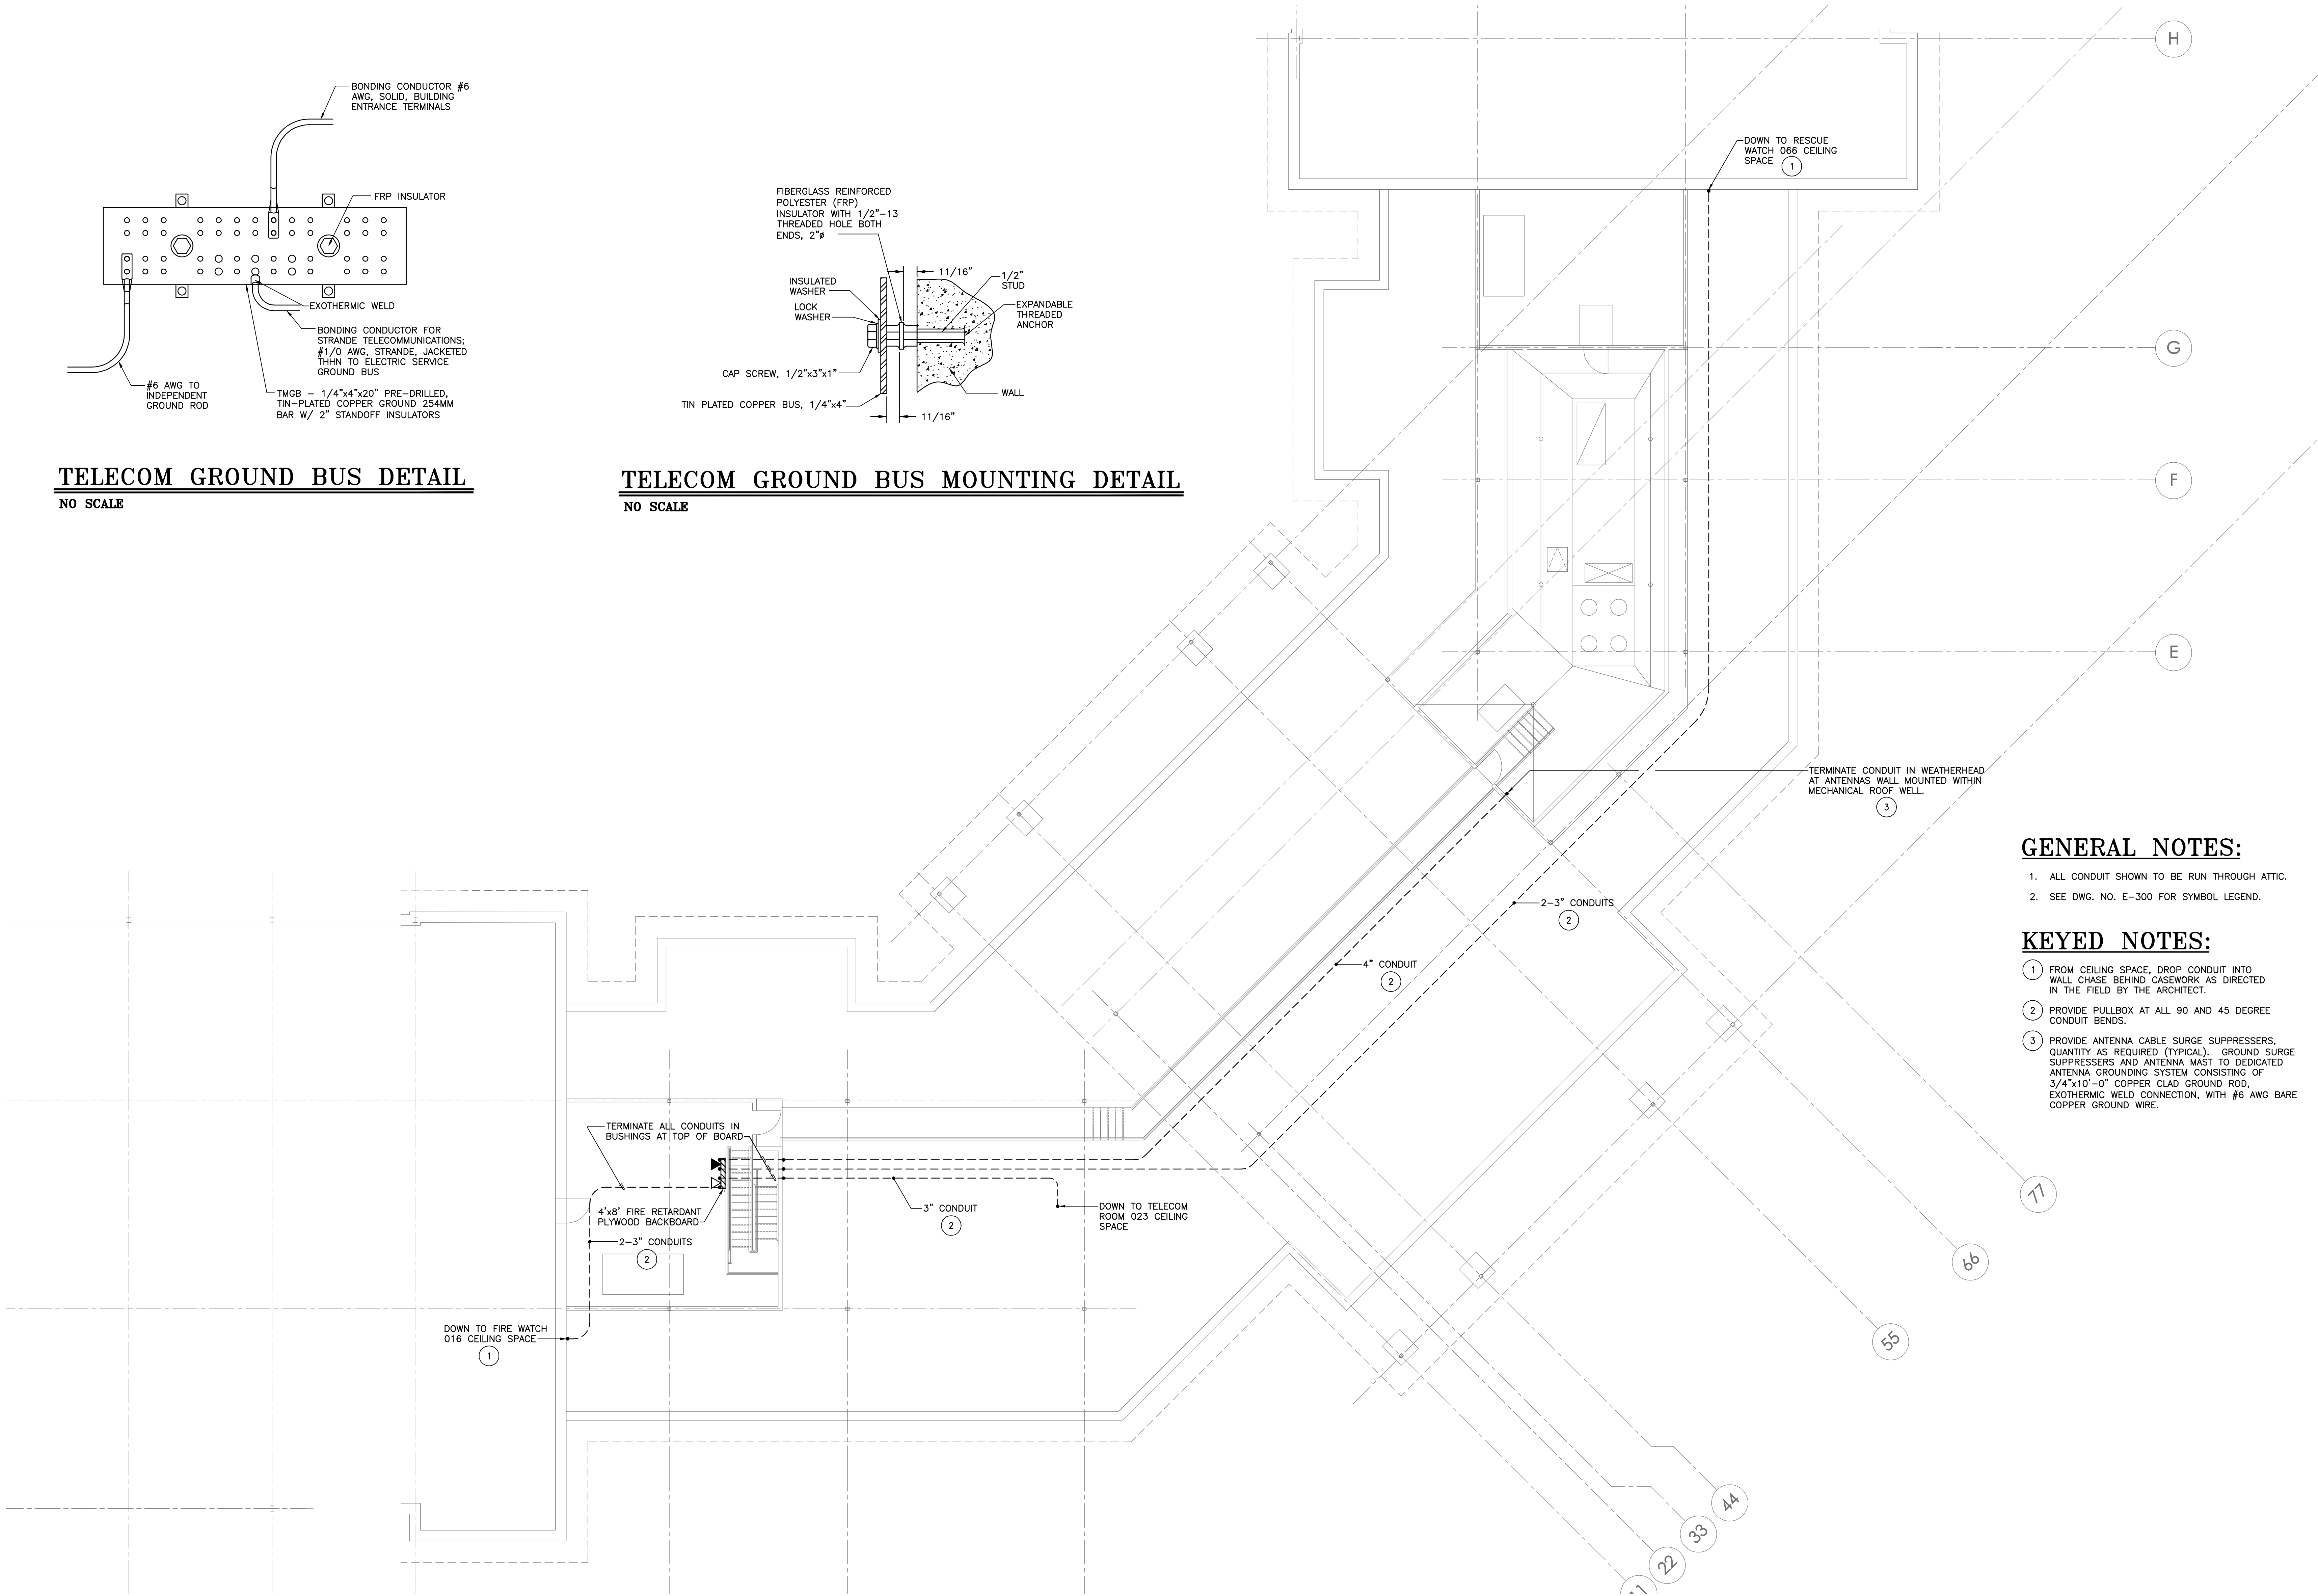 BONDING CONDUCTOR #6
AWG, SOLID, BUILDING
ENTRANCE TERMINALS
FRP INSULATOR
EXOTHERMIC WELD
BONDING CONDUCTOR FOR
STRANDE TELECOMMUNICATIONS;
#1/0 AWG, STRANDE, JACKETED
THHN TO ELECTRIC SERVICE
GROUND BUS
#6 AWG TO
INDEPENDENT
GROUND ROD
TMGB – 1/4"x4"x20" PRE-DRILLED,
TIN-PLATED COPPER GROUND 254MM
BAR W/ 2" STANDOFF INSULATORS
TELECOM GROUND BUS DETAIL
NO SCALE
FIBERGLASS REINFORCED
POLYESTER (FRP)
INSULATOR WITH 1/2"-13
THREADED HOLE BOTH
ENDS, 2"ø
11/16"
1/2"
STUD
INSULATED
WASHER
LOCK
WASHER
EXPANDABLE
THREADED
ANCHOR
CAP SCREW, 1/2"x3"x1"
WALL
TIN PLATED COPPER BUS, 1/4"x4"
11/16"
TELECOM GROUND BUS MOUNTING DETAIL
NO SCALE
H
DOWN TO RESCUE
WATCH 066 CEILING
SPACE
1
G
F
E
TERMINATE CONDUIT IN WEATHERHEAD
AT ANTENNAS WALL MOUNTED WITHIN
MECHANICAL ROOF WELL.
3
2-3" CONDUITS
2
4" CONDUIT
2
GENERAL NOTES:
1. ALL CONDUIT SHOWN TO BE RUN THROUGH ATTIC.
2. SEE DWG. NO. E-300 FOR SYMBOL LEGEND.
KEYED NOTES:
1 FROM CEILING SPACE, DROP CONDUIT INTO
WALL CHASE BEHIND CASEWORK AS DIRECTED
IN THE FIELD BY THE ARCHITECT.
2 PROVIDE PULLBOX AT ALL 90 AND 45 DEGREE
CONDUIT BENDS.
3 PROVIDE ANTENNA CABLE SURGE SUPPRESSERS,
QUANTITY AS REQUIRED (TYPICAL). GROUND SURGE
SUPPRESSERS AND ANTENNA MAST TO DEDICATED
ANTENNA GROUNDING SYSTEM CONSISTING OF
3/4"x10'-0" COPPER CLAD GROUND ROD,
EXOTHERMIC WELD CONNECTION, WITH #6 AWG BARE
COPPER GROUND WIRE.
TERMINATE ALL CONDUITS IN
BUSHINGS AT TOP OF BOARD
4'x8' FIRE RETARDANT
PLYWOOD BACKBOARD
2-3" CONDUITS
2
3" CONDUIT
2
DOWN TO TELECOM
ROOM 023 CEILING
SPACE
DOWN TO FIRE WATCH
016 CEILING SPACE
1
77
66
55
44
33
22
11